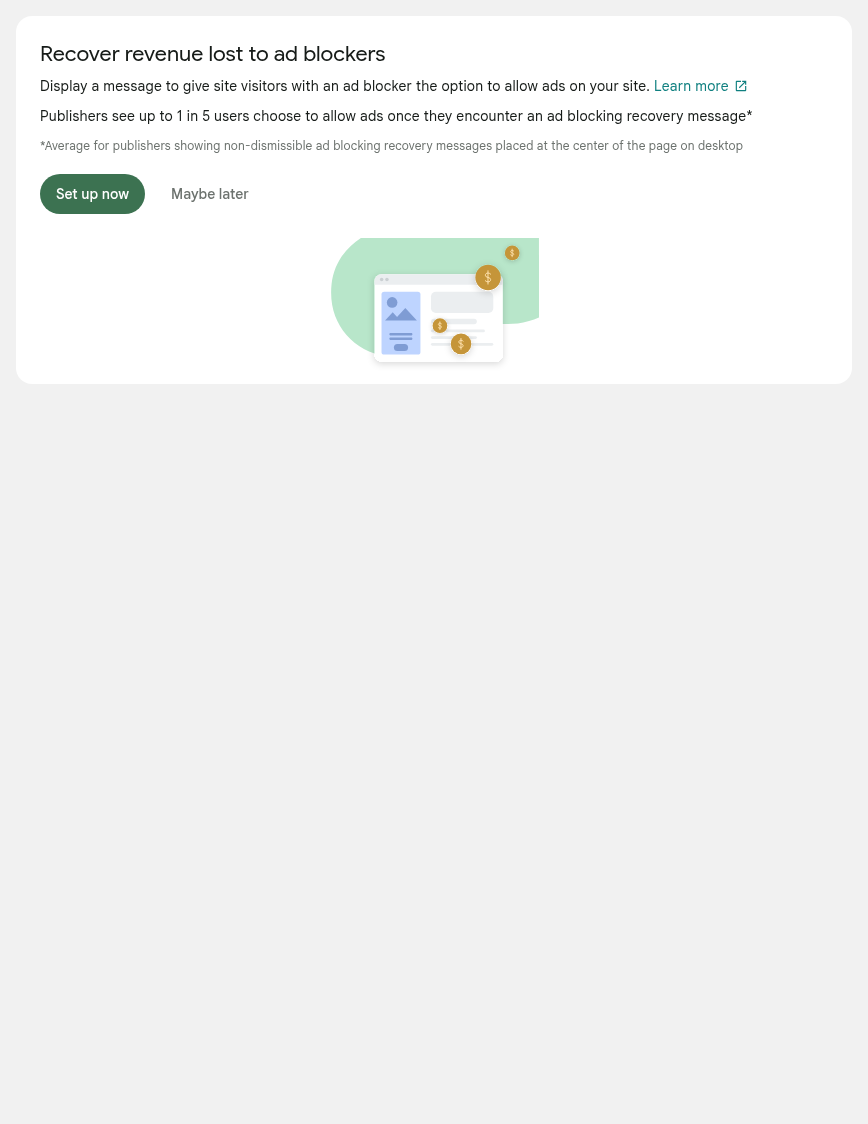 Recover revenue lost to ad blockers
Display a message to give site visitors with an ad blocker the option to allow ads on your site. Learn more
Publishers see up to 1 in 5 users choose to allow ads once they encounter an ad blocking recovery message*
*Average for publishers showing non-dismissible ad blocking recovery messages placed at the center of the page on desktop
Set up now Maybe later
$
$
$
$